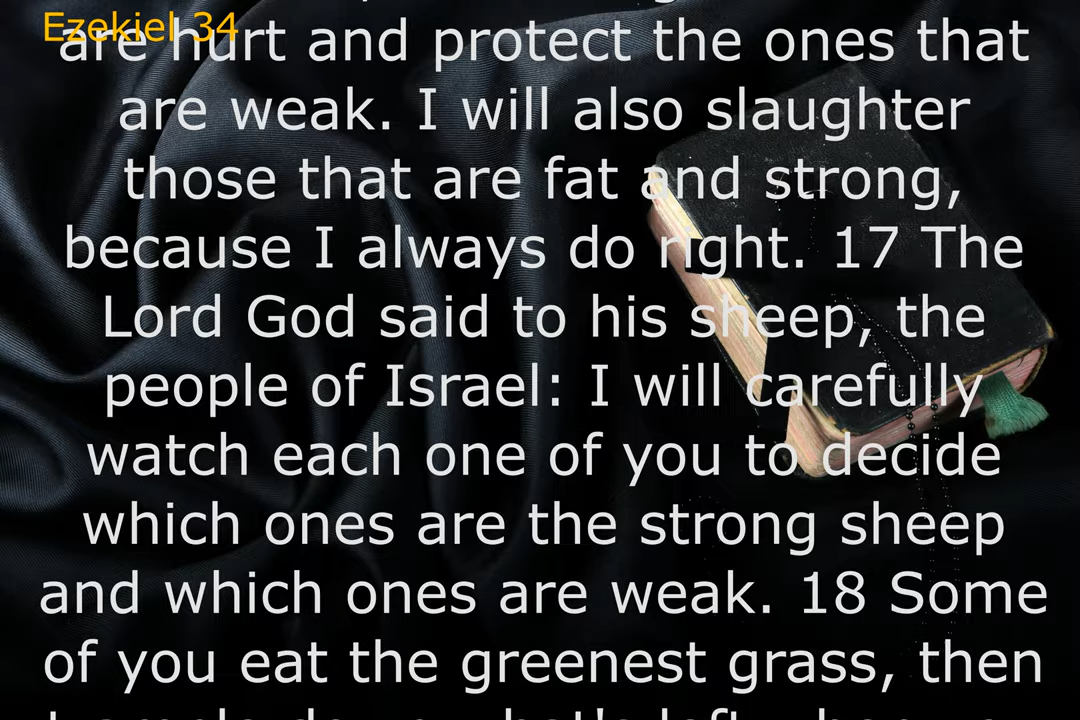 Ezekiel 34
are hurt and protect the ones that
are weak. I will also slaughter
those that are fat and strong,
because I always do right. 17 The
Lord God said to his sheep, the
people of Israel: I will carefully
watch each one of you to decide
which ones are the strong sheep
and which ones are weak. 18 Some
of you eat the greenest grass, then